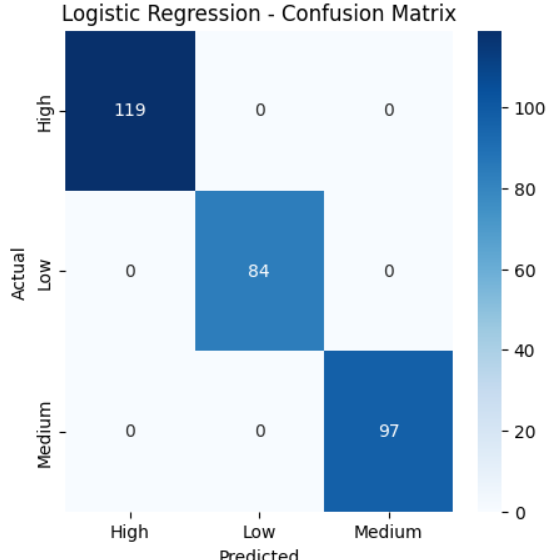 Logistic Regression - Confusion Matrix
High 119 0 0
Low 0 84 0
Medium 0 0 97
Actual
High Low Medium
Predicted
100
80
60
40
20
0